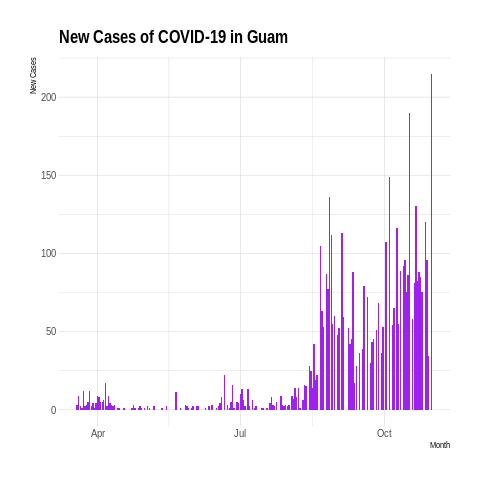 New Cases of COVID-19 in Guam
New Cases
200
150
100
50
0
Apr
Jul
Oct
Month